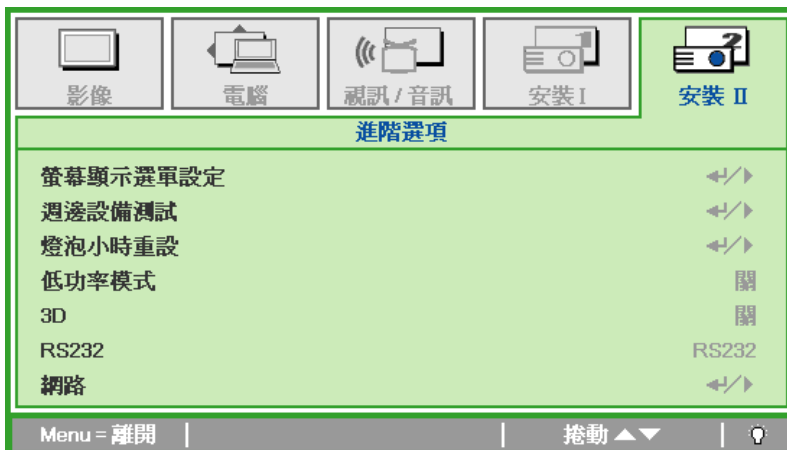 影像 電腦 視訊 / 音訊 安裝 I 安裝 II
進階選項
螢幕顯示選單設定
週邊設備測試
燈泡小時重設
低功率模式 關
3D 關
RS232 RS232
網路
Menu = 離開 捲動